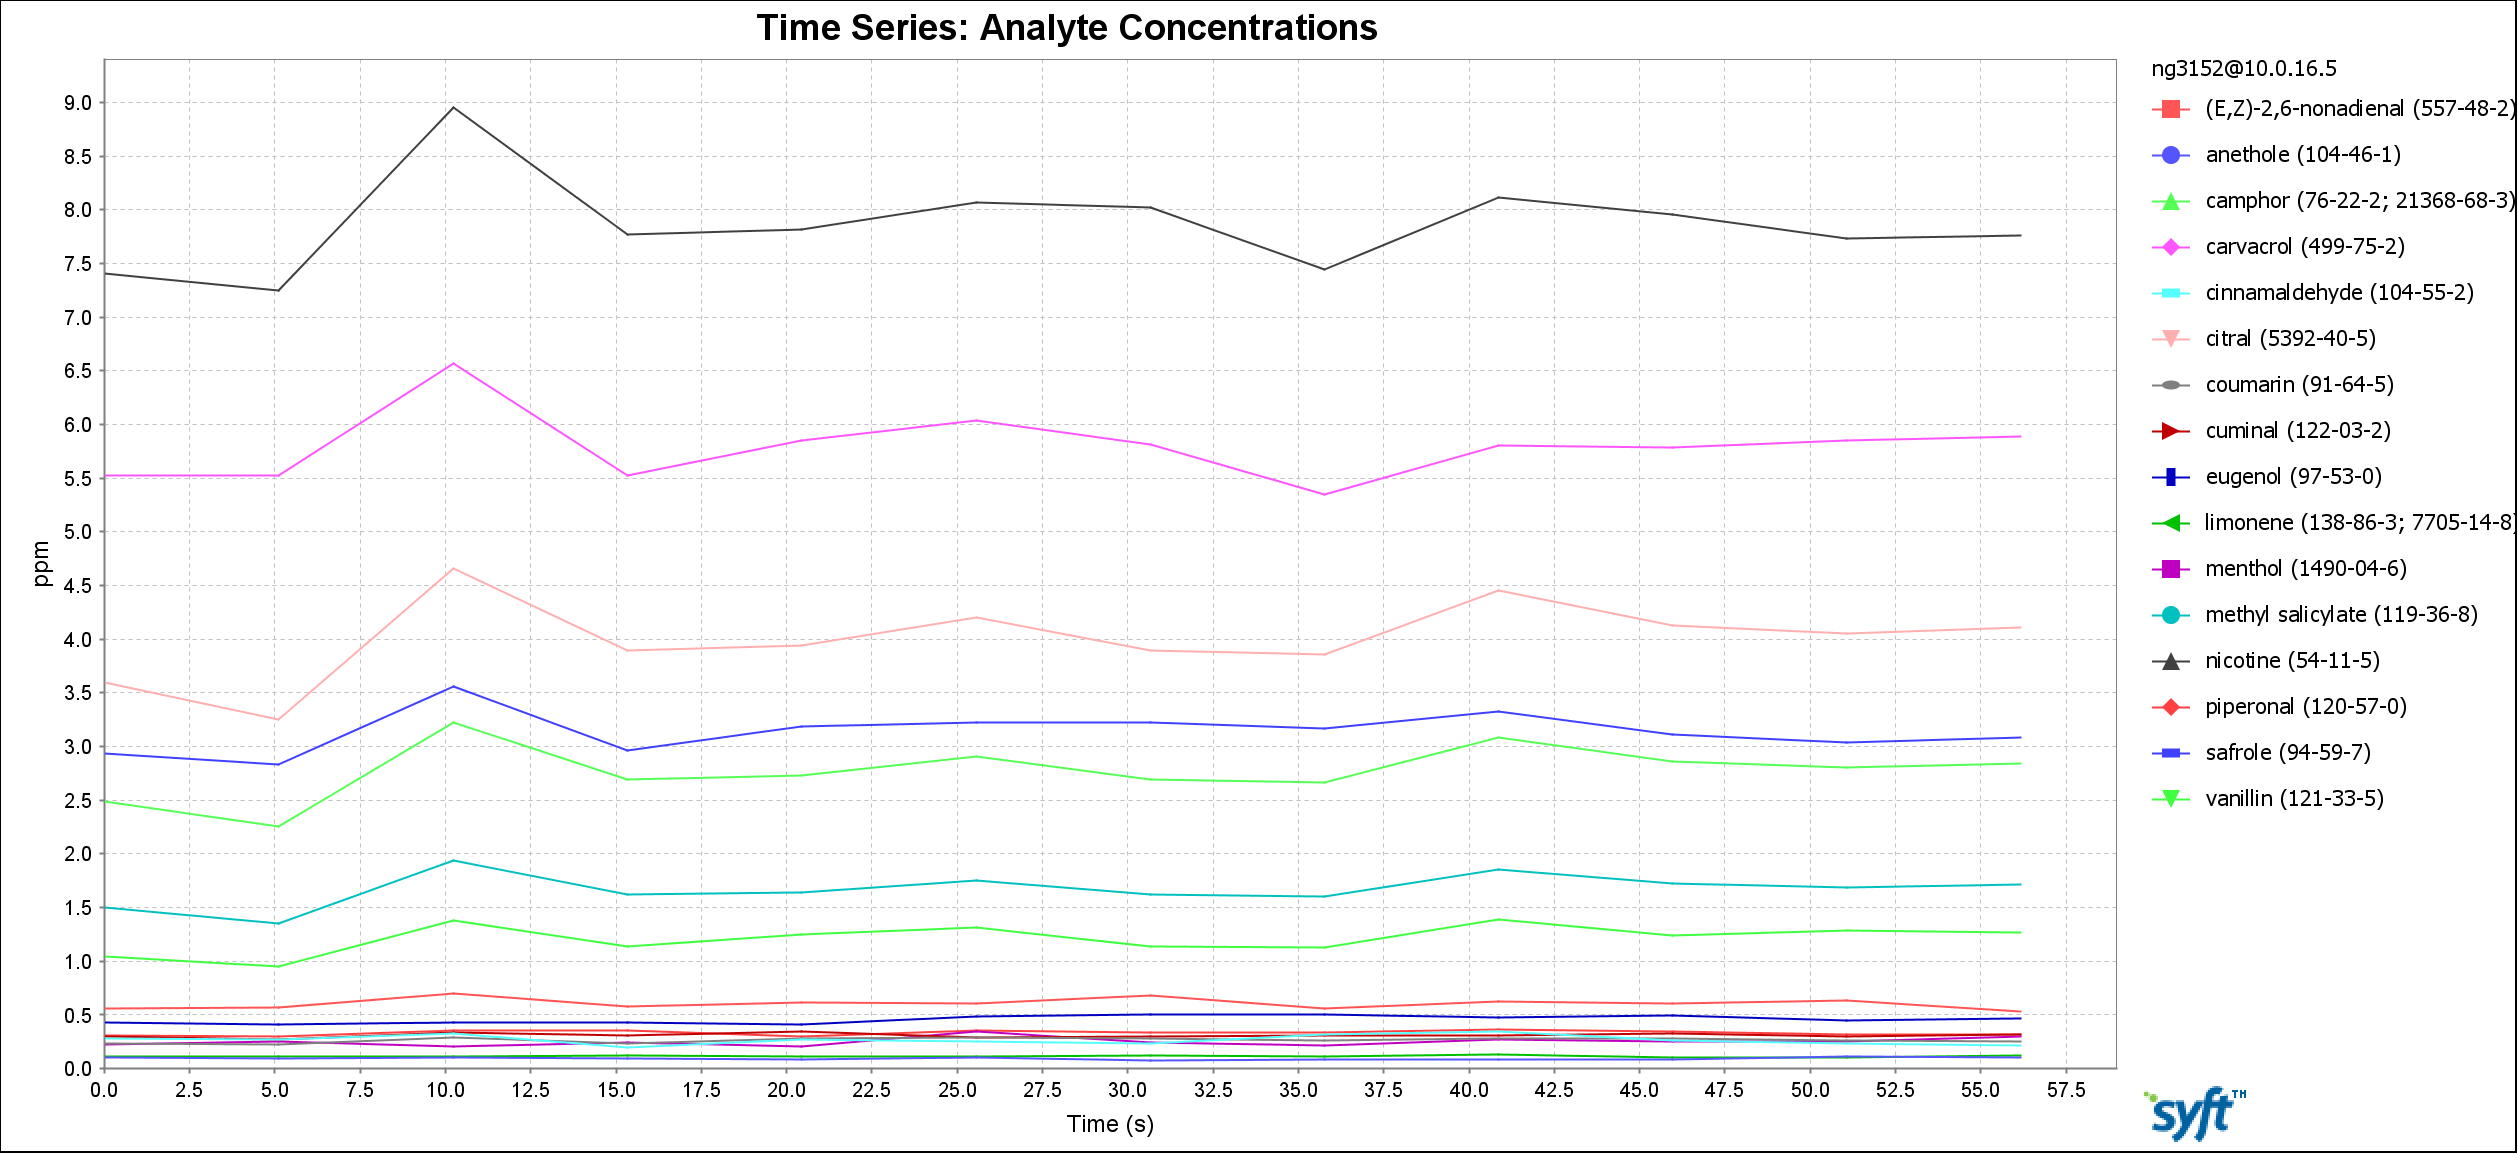 Time Series: Analyte Concentrations
ng3152@10.0.16.5
(E,Z)-2,6-nonadienal (557-48-2)
anethole (104-46-1)
camphor (76-22-2; 21368-68-3)
carvacrol (499-75-2)
cinnamaldehyde (104-55-2)
citral (5392-40-5)
coumarin (91-64-5)
cuminal (122-03-2)
eugenol (97-53-0)
limonene (138-86-3; 7705-14-8)
menthol (1490-04-6)
methyl salicylate (119-36-8)
nicotine (54-11-5)
piperonal (120-57-0)
safrole (94-59-7)
vanillin (121-33-5)
ppm
9.0
8.5
8.0
7.5
7.0
6.5
6.0
5.5
5.0
4.5
4.0
3.5
3.0
2.5
2.0
1.5
1.0
0.5
0.0
0.0 2.5 5.0 7.5 10.0 12.5 15.0 17.5 20.0 22.5 25.0 27.5 30.0 32.5 35.0 37.5 40.0 42.5 45.0 47.5 50.0 52.5 55.0 57.5
Time (s)
syft™